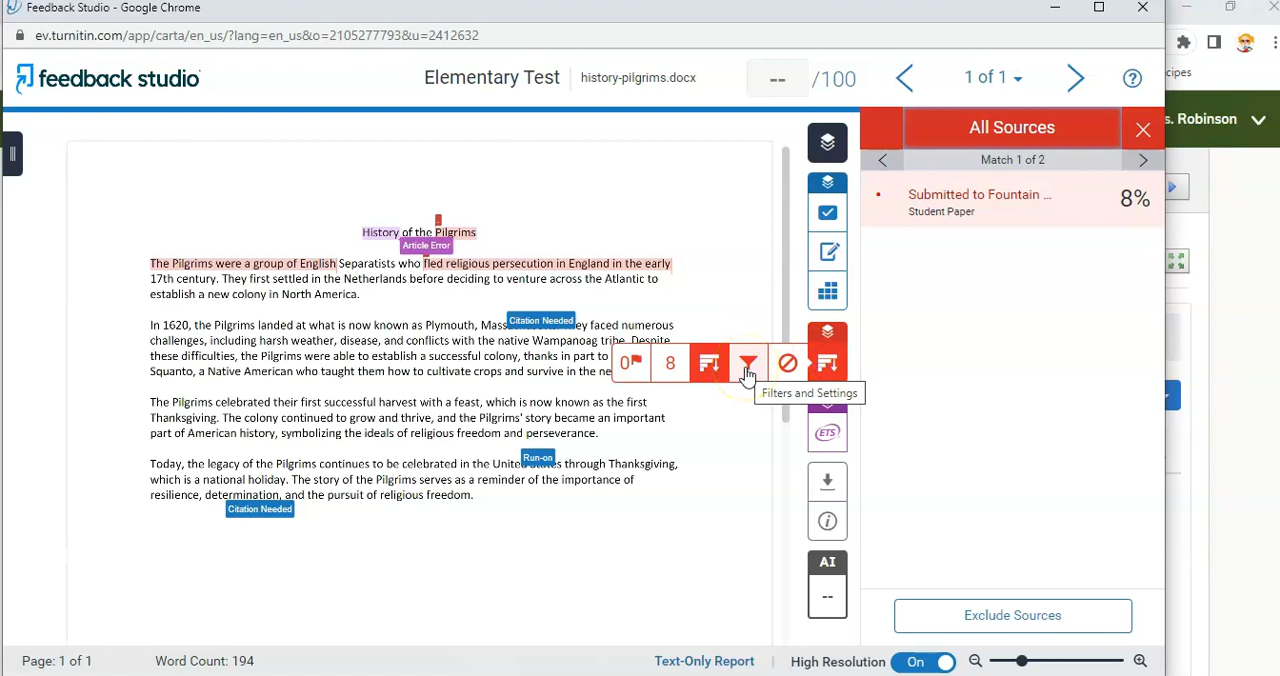 Feedback Studio - Google Chrome
ev.turnitin.com/app/carta/en_us/?lang=en_us&o=2105277793&u=2412632
feedback studio
Elementary Test
history-pilgrims.docx
-- /100
1 of 1
?
cipes
s. Robinson
All Sources
Match 1 of 2
Submitted to Fountain ...
Student Paper
8%
History of the Pilgrims
Article Error
The Pilgrims were a group of English Separatists who fled religious persecution in England in the early
17th century. They first settled in the Netherlands before deciding to venture across the Atlantic to
establish a new colony in North America.
Citation Needed
In 1620, the Pilgrims landed at what is now known as Plymouth, Mass they faced numerous
challenges, including harsh weather, disease, and conflicts with the native Wampanoag tribe. Despite
these difficulties, the Pilgrims were able to establish a successful colony, thanks in part to
Squanto, a Native American who taught them how to cultivate crops and survive in the ne
0
8
Filters and Settings
The Pilgrims celebrated their first successful harvest with a feast, which is now known as the first
Thanksgiving. The colony continued to grow and thrive, and the Pilgrims' story became an important
part of American history, symbolizing the ideals of religious freedom and perseverance.
Run-on
Today, the legacy of the Pilgrims continues to be celebrated in the United States through Thanksgiving,
which is a national holiday. The story of the Pilgrims serves as a reminder of the importance of
resilience, determination, and the pursuit of religious freedom.
Citation Needed
ETS
AI
--
Exclude Sources
Page: 1 of 1
Word Count: 194
Text-Only Report
High Resolution
On